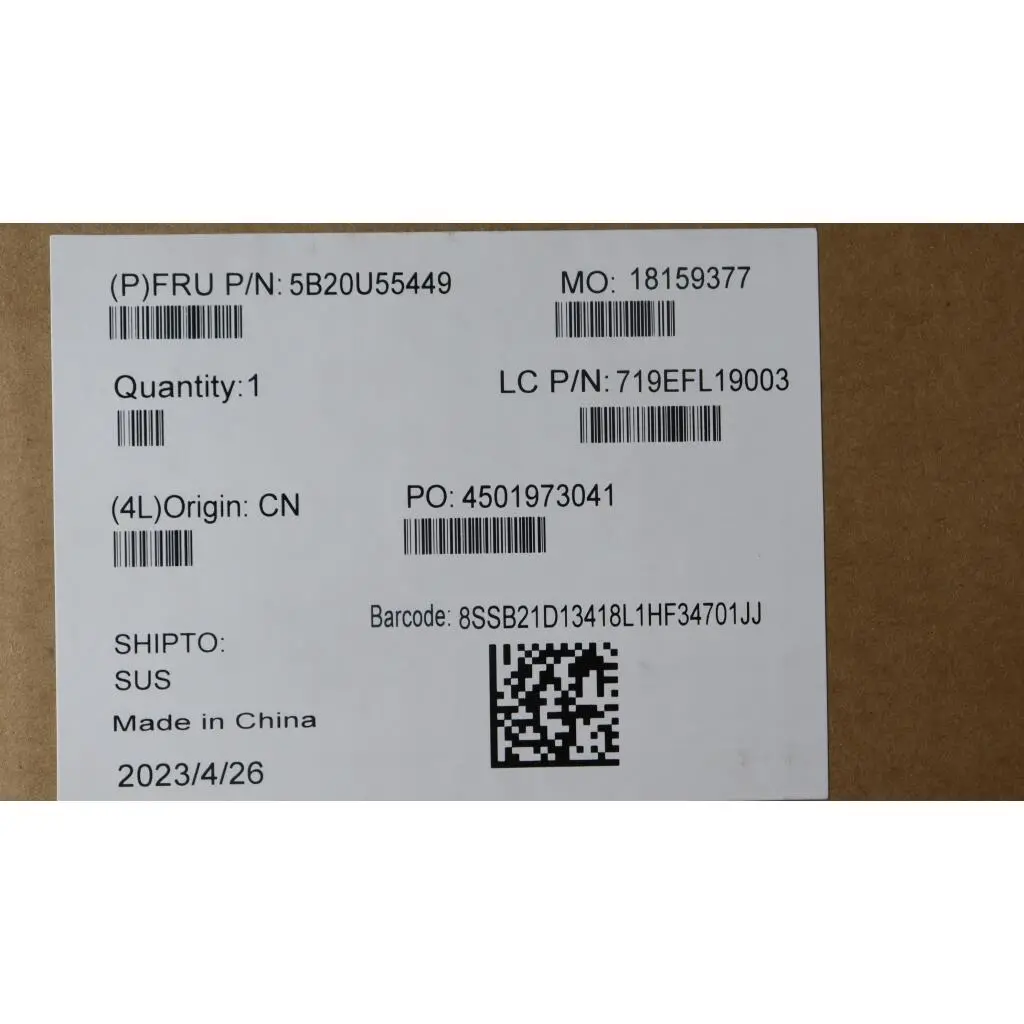 (P)FRU P/N: 5B20U55449
MO: 18159377
Quantity:1
LC P/N: 719EFL19003
(4L)Origin: CN
PO: 4501973041
Barcode: 8SSB21D13418L1HF34701JJ
SHIPTO:
SUS
Made in China
2023/4/26